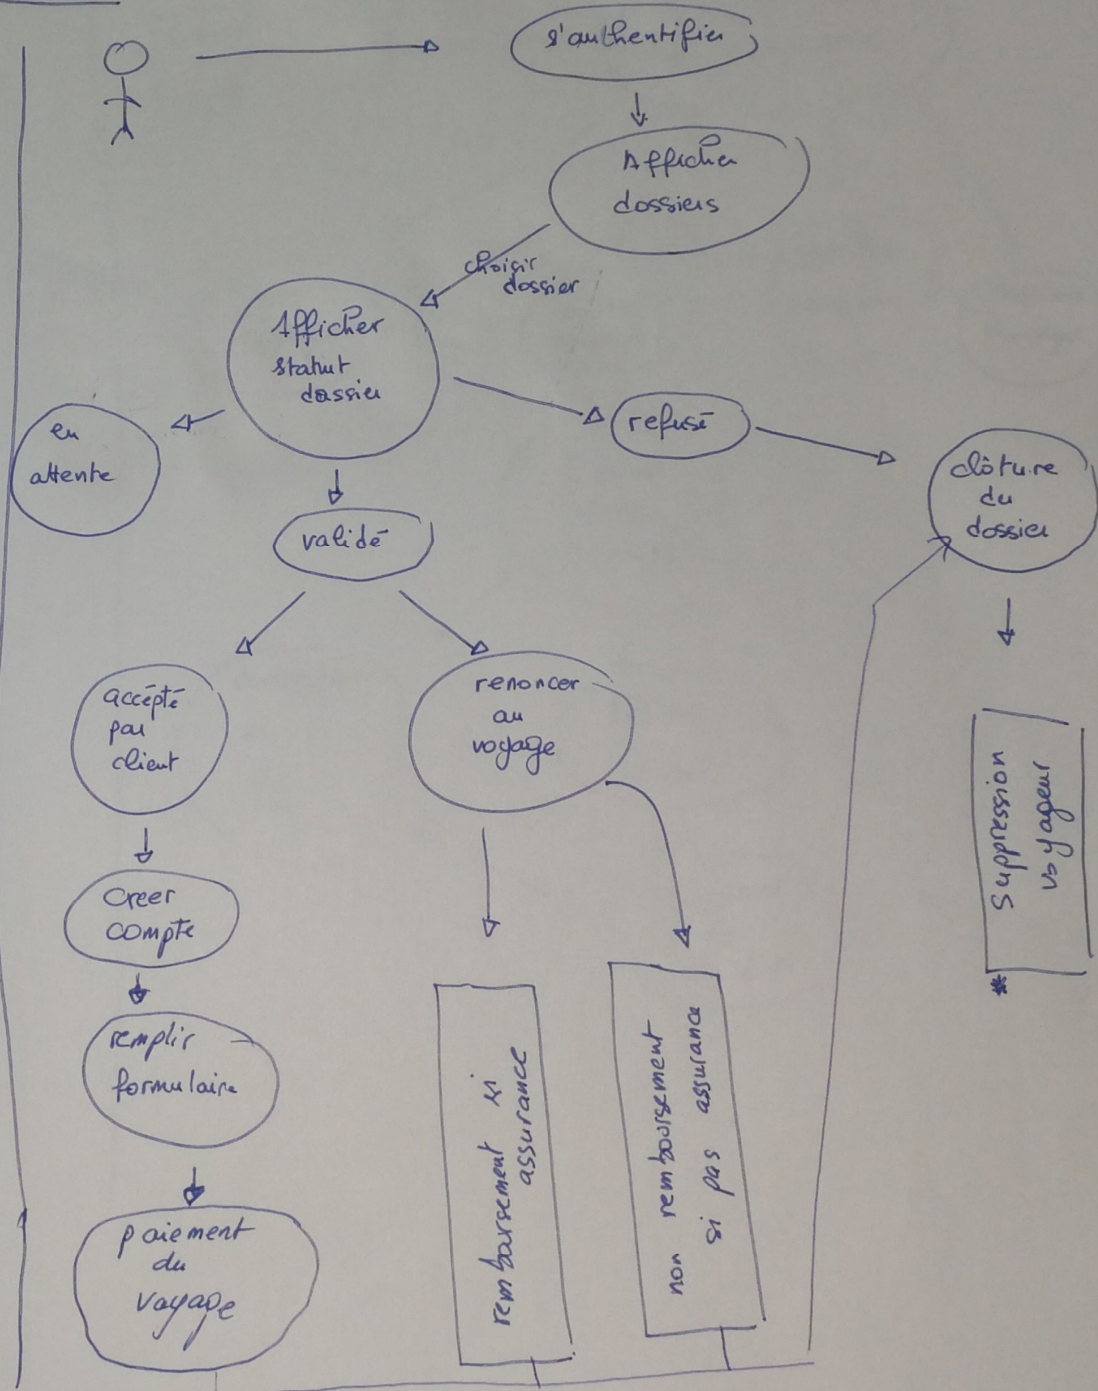 s'authentifier
Afficher
dossiers
choisir
dossier
Afficher
statut
dossier
en
attente
refusé
clôture
du
dossier
validé
accépté
par
client
renoncer
au
voyage
Suppression
voyageur
*
creer
compte
remplir
formulaire
remboursement si
assurance
non remboursement
si pas assurance
paiement
du
voyage